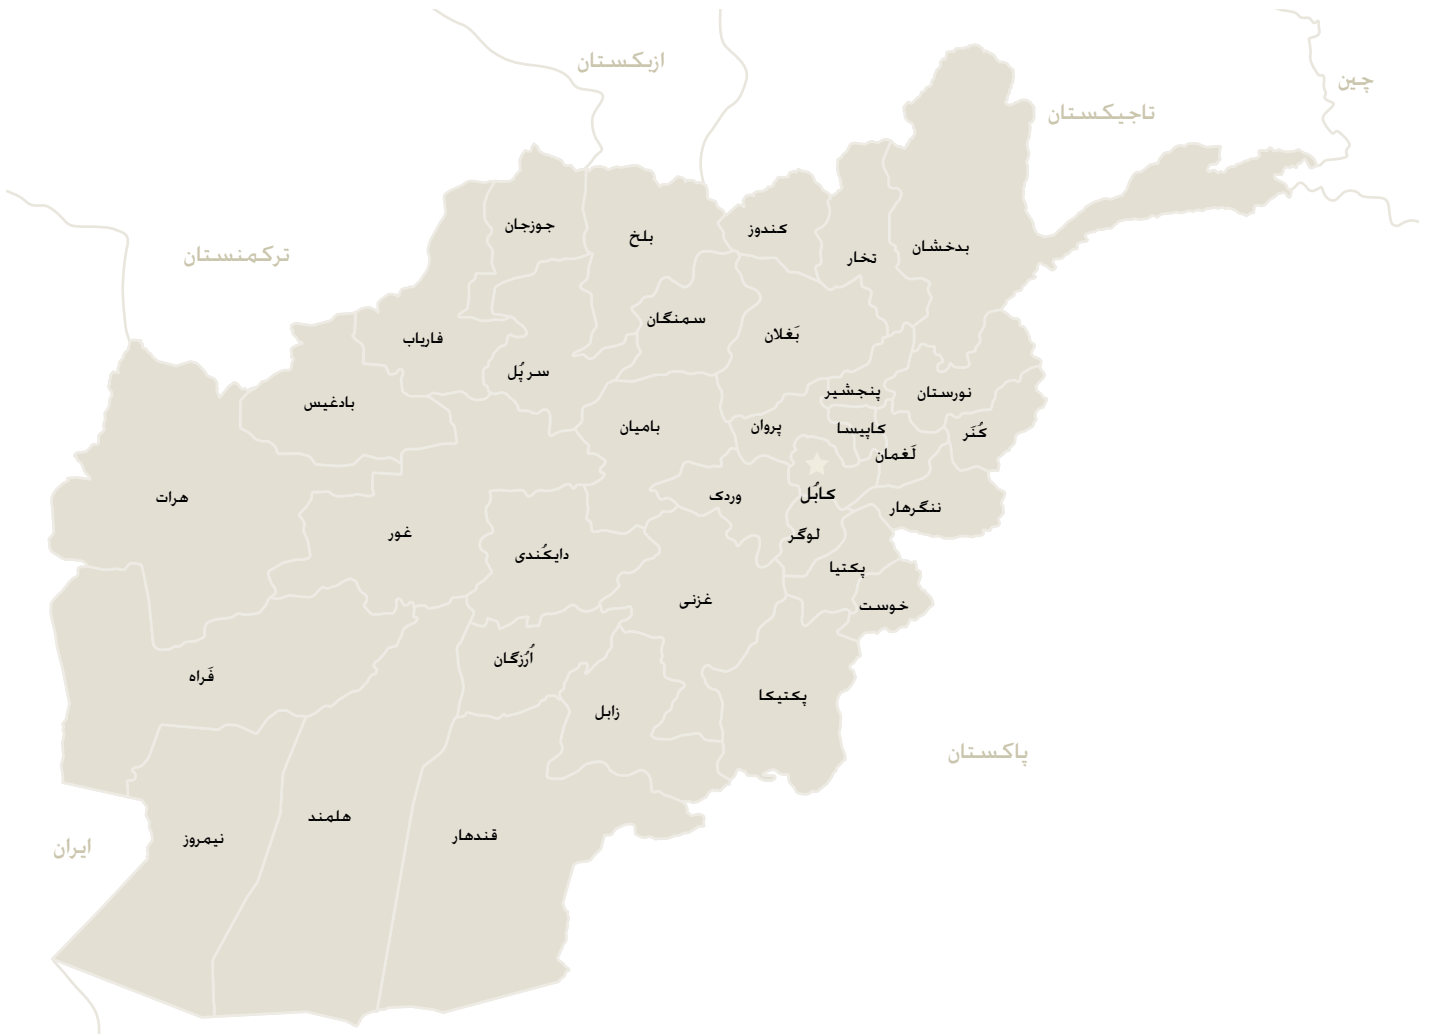 ازبکستان
چین
تاجیکستان
ترکمنستان
جوزجان
بلخ
کندوز
تخار
بدخشان
فاریاب
سمنگان
بَغلان
سر پُل
بادغیس
پنجشیر
نورستان
بامیان
پروان
کاپیسا
کُنَر
لَغمان
هرات
وردک
کابُل
ننگرهار
غور
دایکُندی
لوگر
پکتیا
غزنی
خوست
اُرُزگان
فَراه
زابل
پکتیکا
پاکستان
ایران
نیمروز
هلمند
قندهار